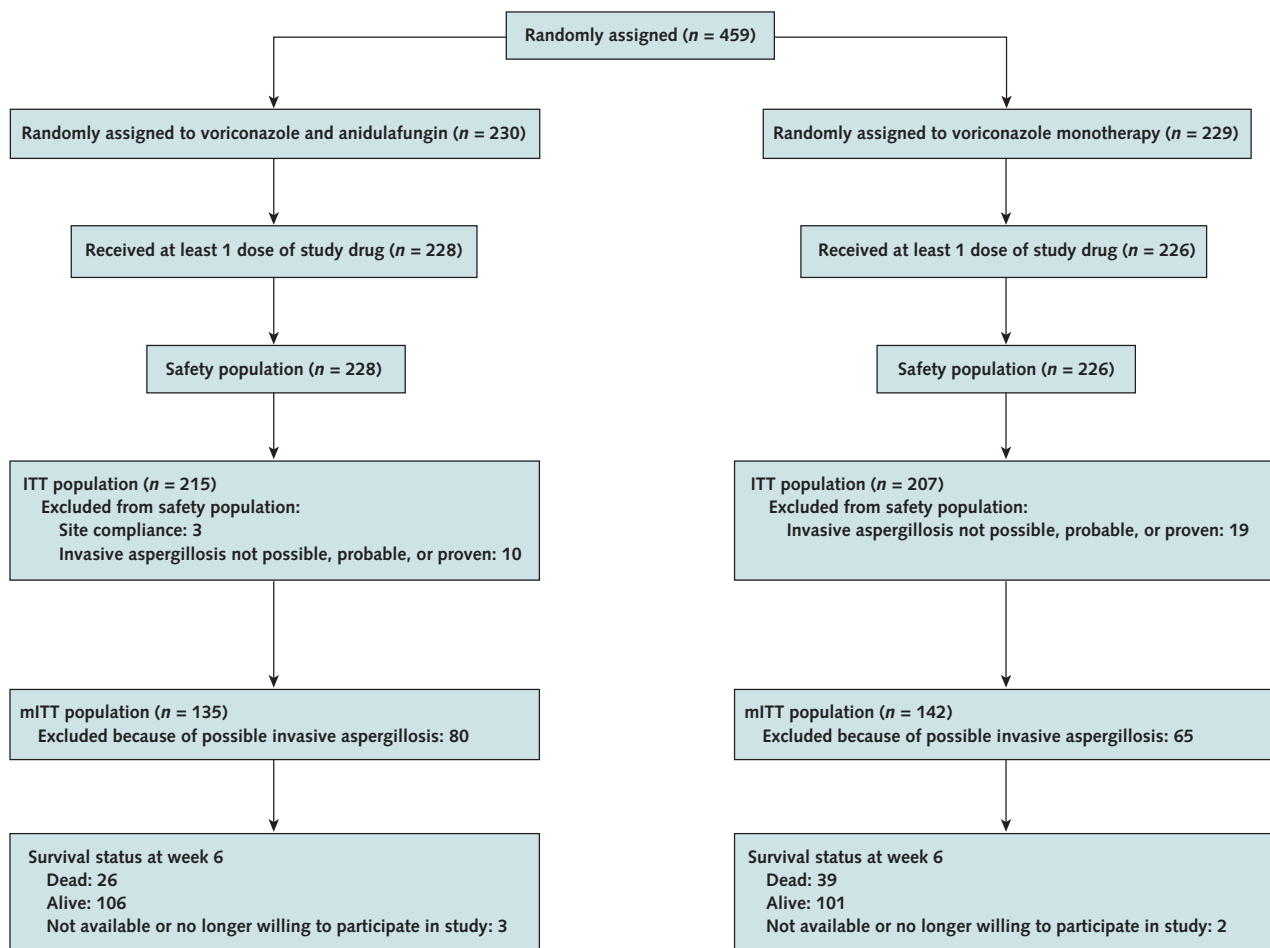 Randomly assigned (n = 459)
Randomly assigned to voriconazole and anidulafungin (n = 230)
Randomly assigned to voriconazole monotherapy (n = 229)
Received at least 1 dose of study drug (n = 228)
Received at least 1 dose of study drug (n = 226)
Safety population (n = 228)
Safety population (n = 226)
ITT population (n = 215)
Excluded from safety population:
Site compliance: 3
Invasive aspergillosis not possible, probable, or proven: 10
ITT population (n = 207)
Excluded from safety population:
Invasive aspergillosis not possible, probable, or proven: 19
mITT population (n = 135)
Excluded because of possible invasive aspergillosis: 80
mITT population (n = 142)
Excluded because of possible invasive aspergillosis: 65
Survival status at week 6
Dead: 26
Alive: 106
Not available or no longer willing to participate in study: 3
Survival status at week 6
Dead: 39
Alive: 101
Not available or no longer willing to participate in study: 2